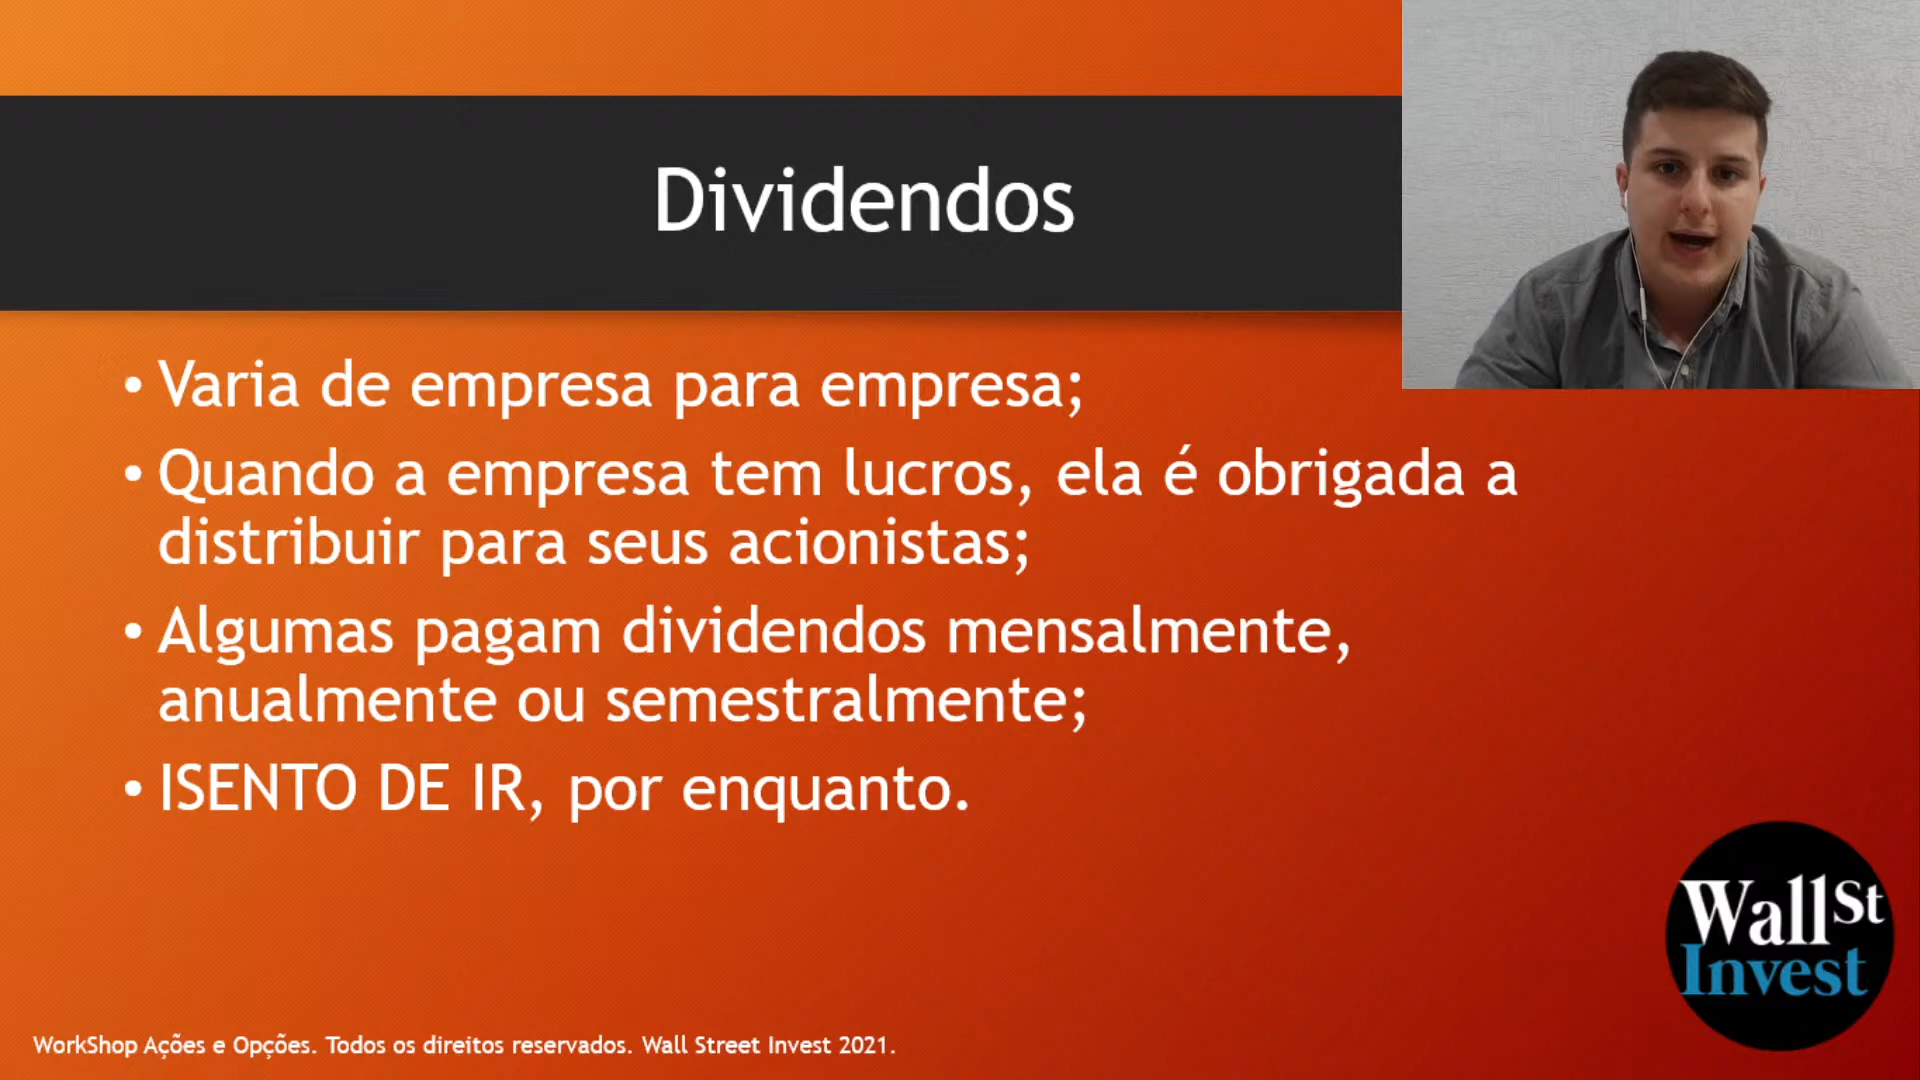 Dividendos
• Varia de empresa para empresa;
• Quando a empresa tem lucros, ela é obrigada a
distribuir para seus acionistas;
• Algumas pagam dividendos mensalmente,
anualmente ou semestralmente;
• ISENTO DE IR, por enquanto.
Wall St
Invest
WorkShop Ações e Opções. Todos os direitos reservados. Wall Street Invest 2021.